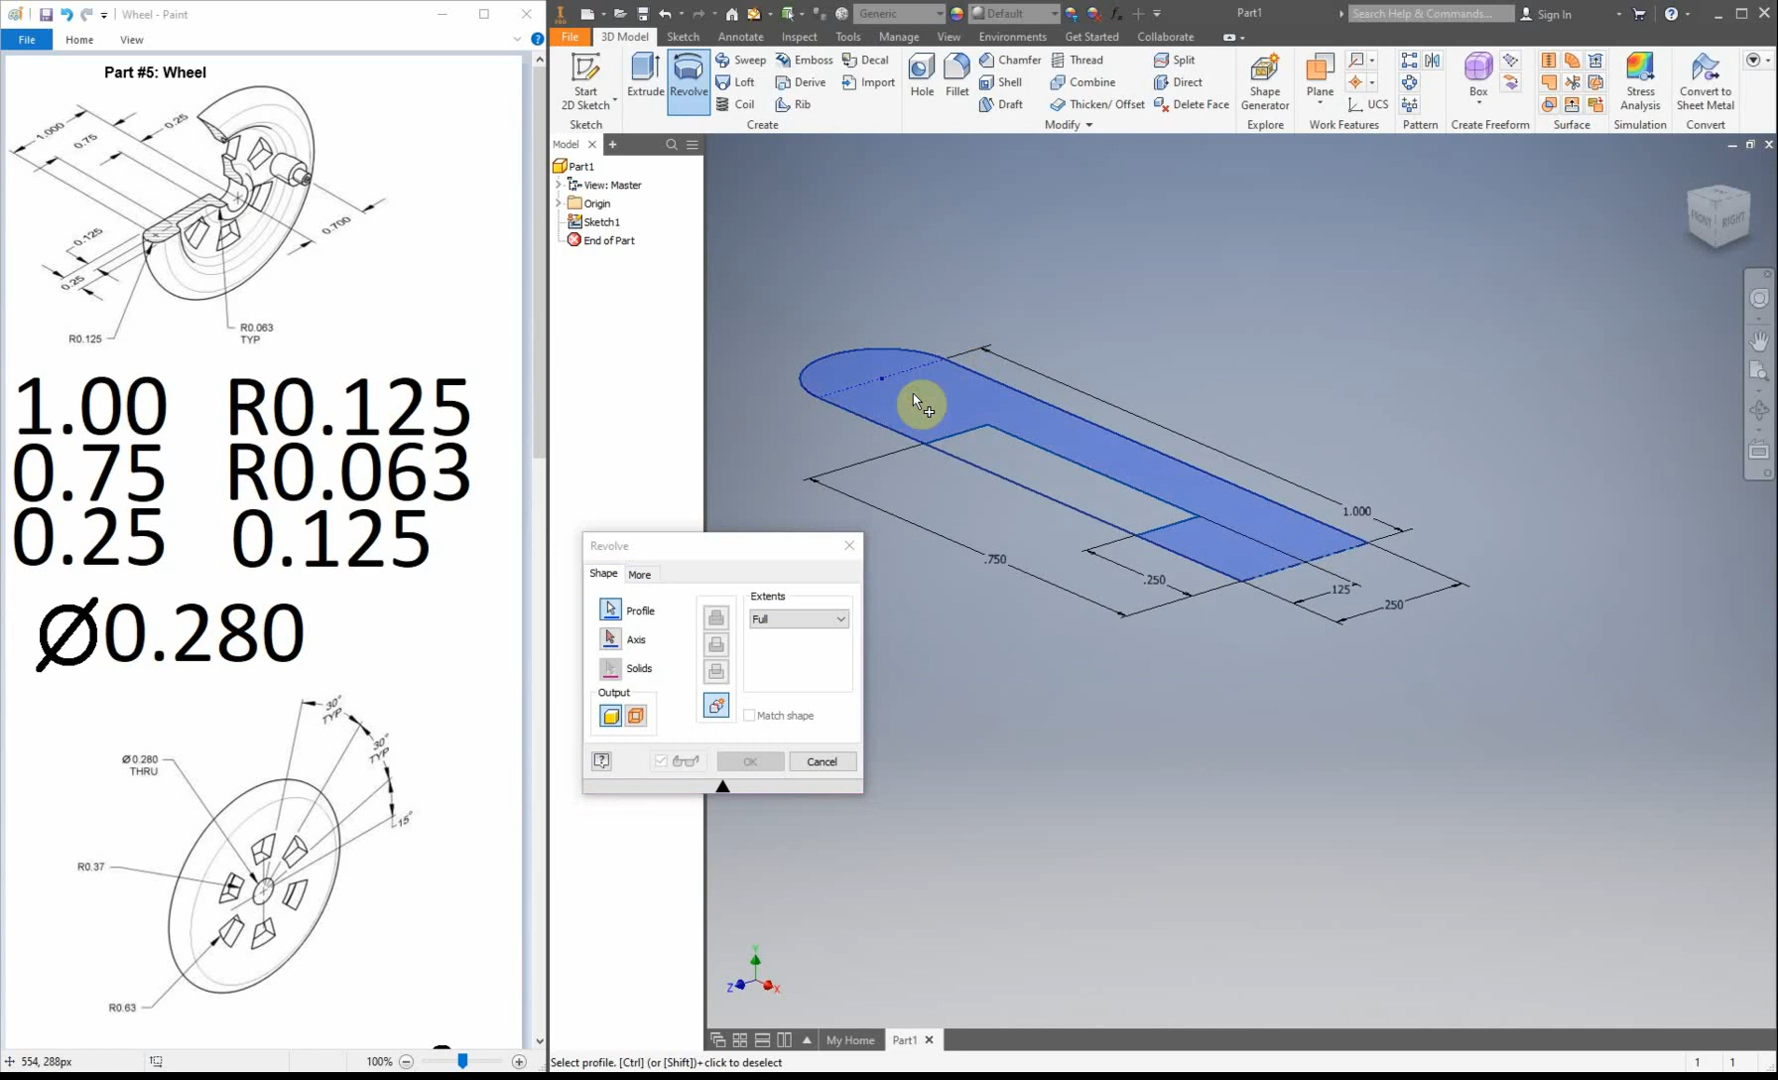 Wheel - Paint
File
Home
View
Part #5: Wheel
1.000
0.75
0.25
0.125
0.25
0.700
R0.125
R0.063
TYP
1.00 R0.125
0.75 R0.063
0.25 0.125
Ø0.280
30°
TYP
30°
TYP
15°
Ø0.280
THRU
R0.37
R0.63
554, 288px
100%
Generic
Default
Part1
Search Help & Commands...
Sign In
File
3D Model
Sketch
Annotate
Inspect
Tools
Manage
View
Environments
Get Started
Collaborate
Start
2D Sketch
Sketch
Extrude
Revolve
Sweep
Loft
Coil
Emboss
Derive
Rib
Decal
Import
Create
Hole
Fillet
Chamfer
Shell
Draft
Thread
Combine
Thicken/ Offset
Split
Direct
Delete Face
Modify
Shape
Generator
Explore
Plane
UCS
Work Features
Pattern
Box
Create Freeform
Surface
Stress
Analysis
Simulation
Convert to
Sheet Metal
Convert
Model
Part1
View: Master
Origin
Sketch1
End of Part
FRONT
RIGHT
1.000
.750
.250
.125
.250
Revolve
Shape
More
Profile
Axis
Solids
Output
Extents
Full
Match shape
OK
Cancel
Y
Z
X
My Home
Part1
Select profile. [Ctrl] (or [Shift])+click to deselect
1
1